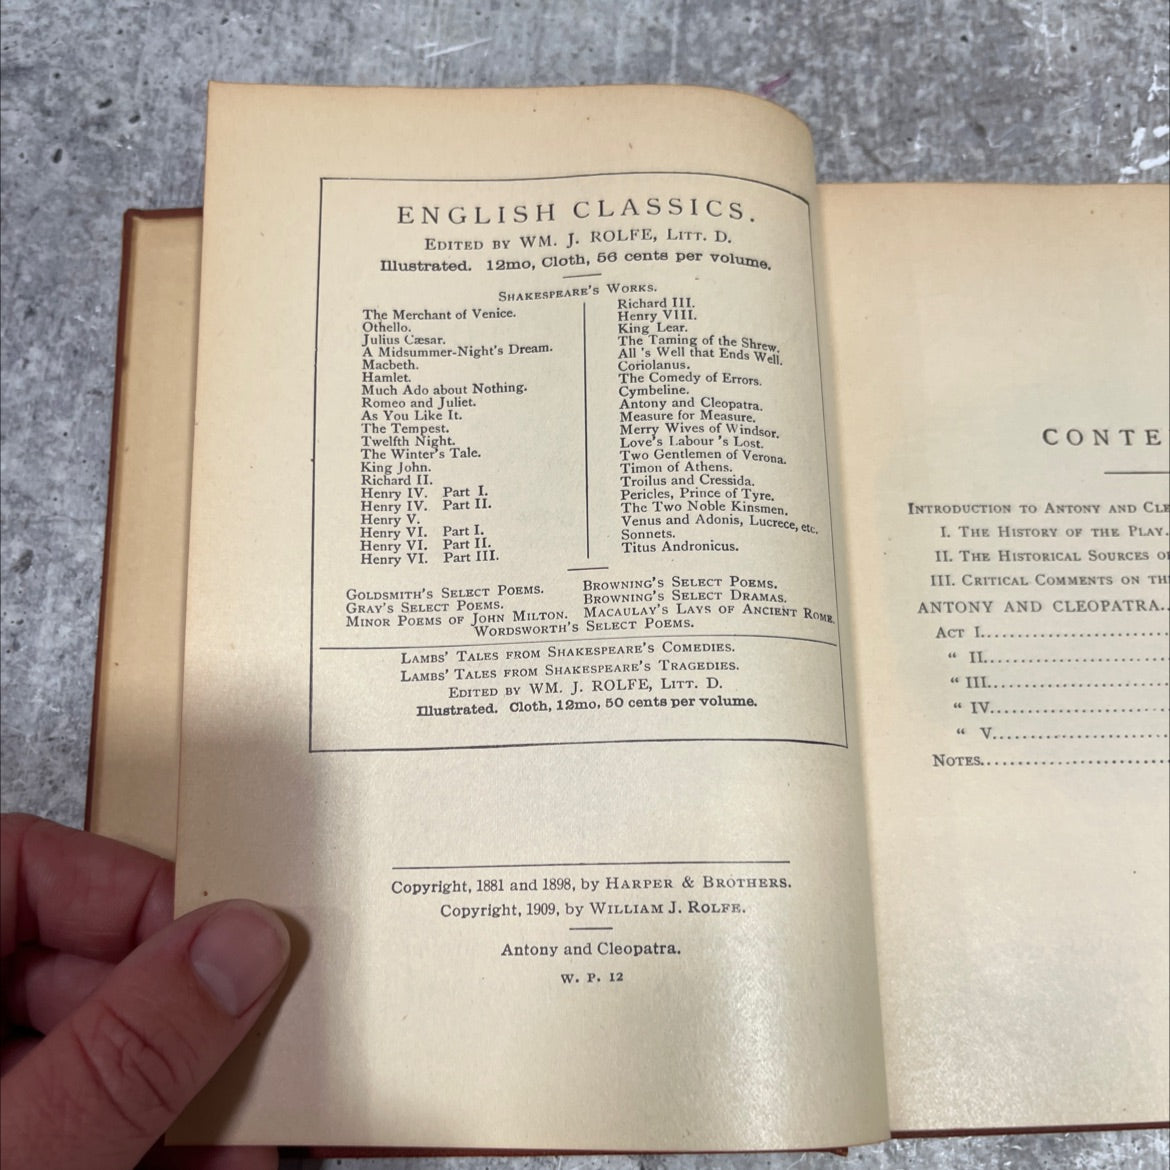 ENGLISH CLASSICS.
EDITED BY WM. J. ROLFE, LITT. D.
Illustrated. 12mo, Cloth, 56 cents per volume.
SHAKESPEARE'S WORKS.
The Merchant of Venice.
Othello.
Julius Cæsar.
A Midsummer-Night's Dream.
Macbeth.
Hamlet.
Much Ado about Nothing.
Romeo and Juliet.
As You Like It.
The Tempest.
Twelfth Night.
The Winter's Tale.
King John.
Richard II.
Henry IV. Part I.
Henry IV. Part II.
Henry V.
Henry VI. Part I.
Henry VI. Part II.
Henry VI. Part III.
Richard III.
Henry VIII.
King Lear.
The Taming of the Shrew.
All 's Well that Ends Well.
Coriolanus.
The Comedy of Errors.
Cymbeline.
Antony and Cleopatra.
Measure for Measure.
Merry Wives of Windsor.
Love's Labour 's Lost.
Two Gentlemen of Verona.
Timon of Athens.
Troilus and Cressida.
Pericles, Prince of Tyre.
The Two Noble Kinsmen.
Venus and Adonis, Lucrece, etc.
Sonnets.
Titus Andronicus.
GOLDSMITH'S SELECT POEMS.
GRAY'S SELECT POEMS.
MINOR POEMS OF JOHN MILTON.
BROWNING'S SELECT POEMS.
BROWNING'S SELECT DRAMAS.
MACAULAY'S LAYS OF ANCIENT ROME.
WORDSWORTH'S SELECT POEMS.
LAMBS' TALES FROM SHAKESPEARE'S COMEDIES.
LAMBS' TALES FROM SHAKESPEARE'S TRAGEDIES.
EDITED BY WM. J. ROLFE, LITT. D.
Illustrated. Cloth, 12mo, 50 cents per volume.
Copyright, 1881 and 1898, by HARPER & BROTHERS.
Copyright, 1909, by WILLIAM J. ROLFE.
Antony and Cleopatra.
W. P. 12
CONTE
INTRODUCTION TO ANTONY AND CLE
I. THE HISTORY OF THE PLAY.
II. THE HISTORICAL SOURCES O
III. CRITICAL COMMENTS ON TH
ANTONY AND CLEOPATRA..
ACT I..................
" II..................
" III..................
" IV..................
" V..................
NOTES..................